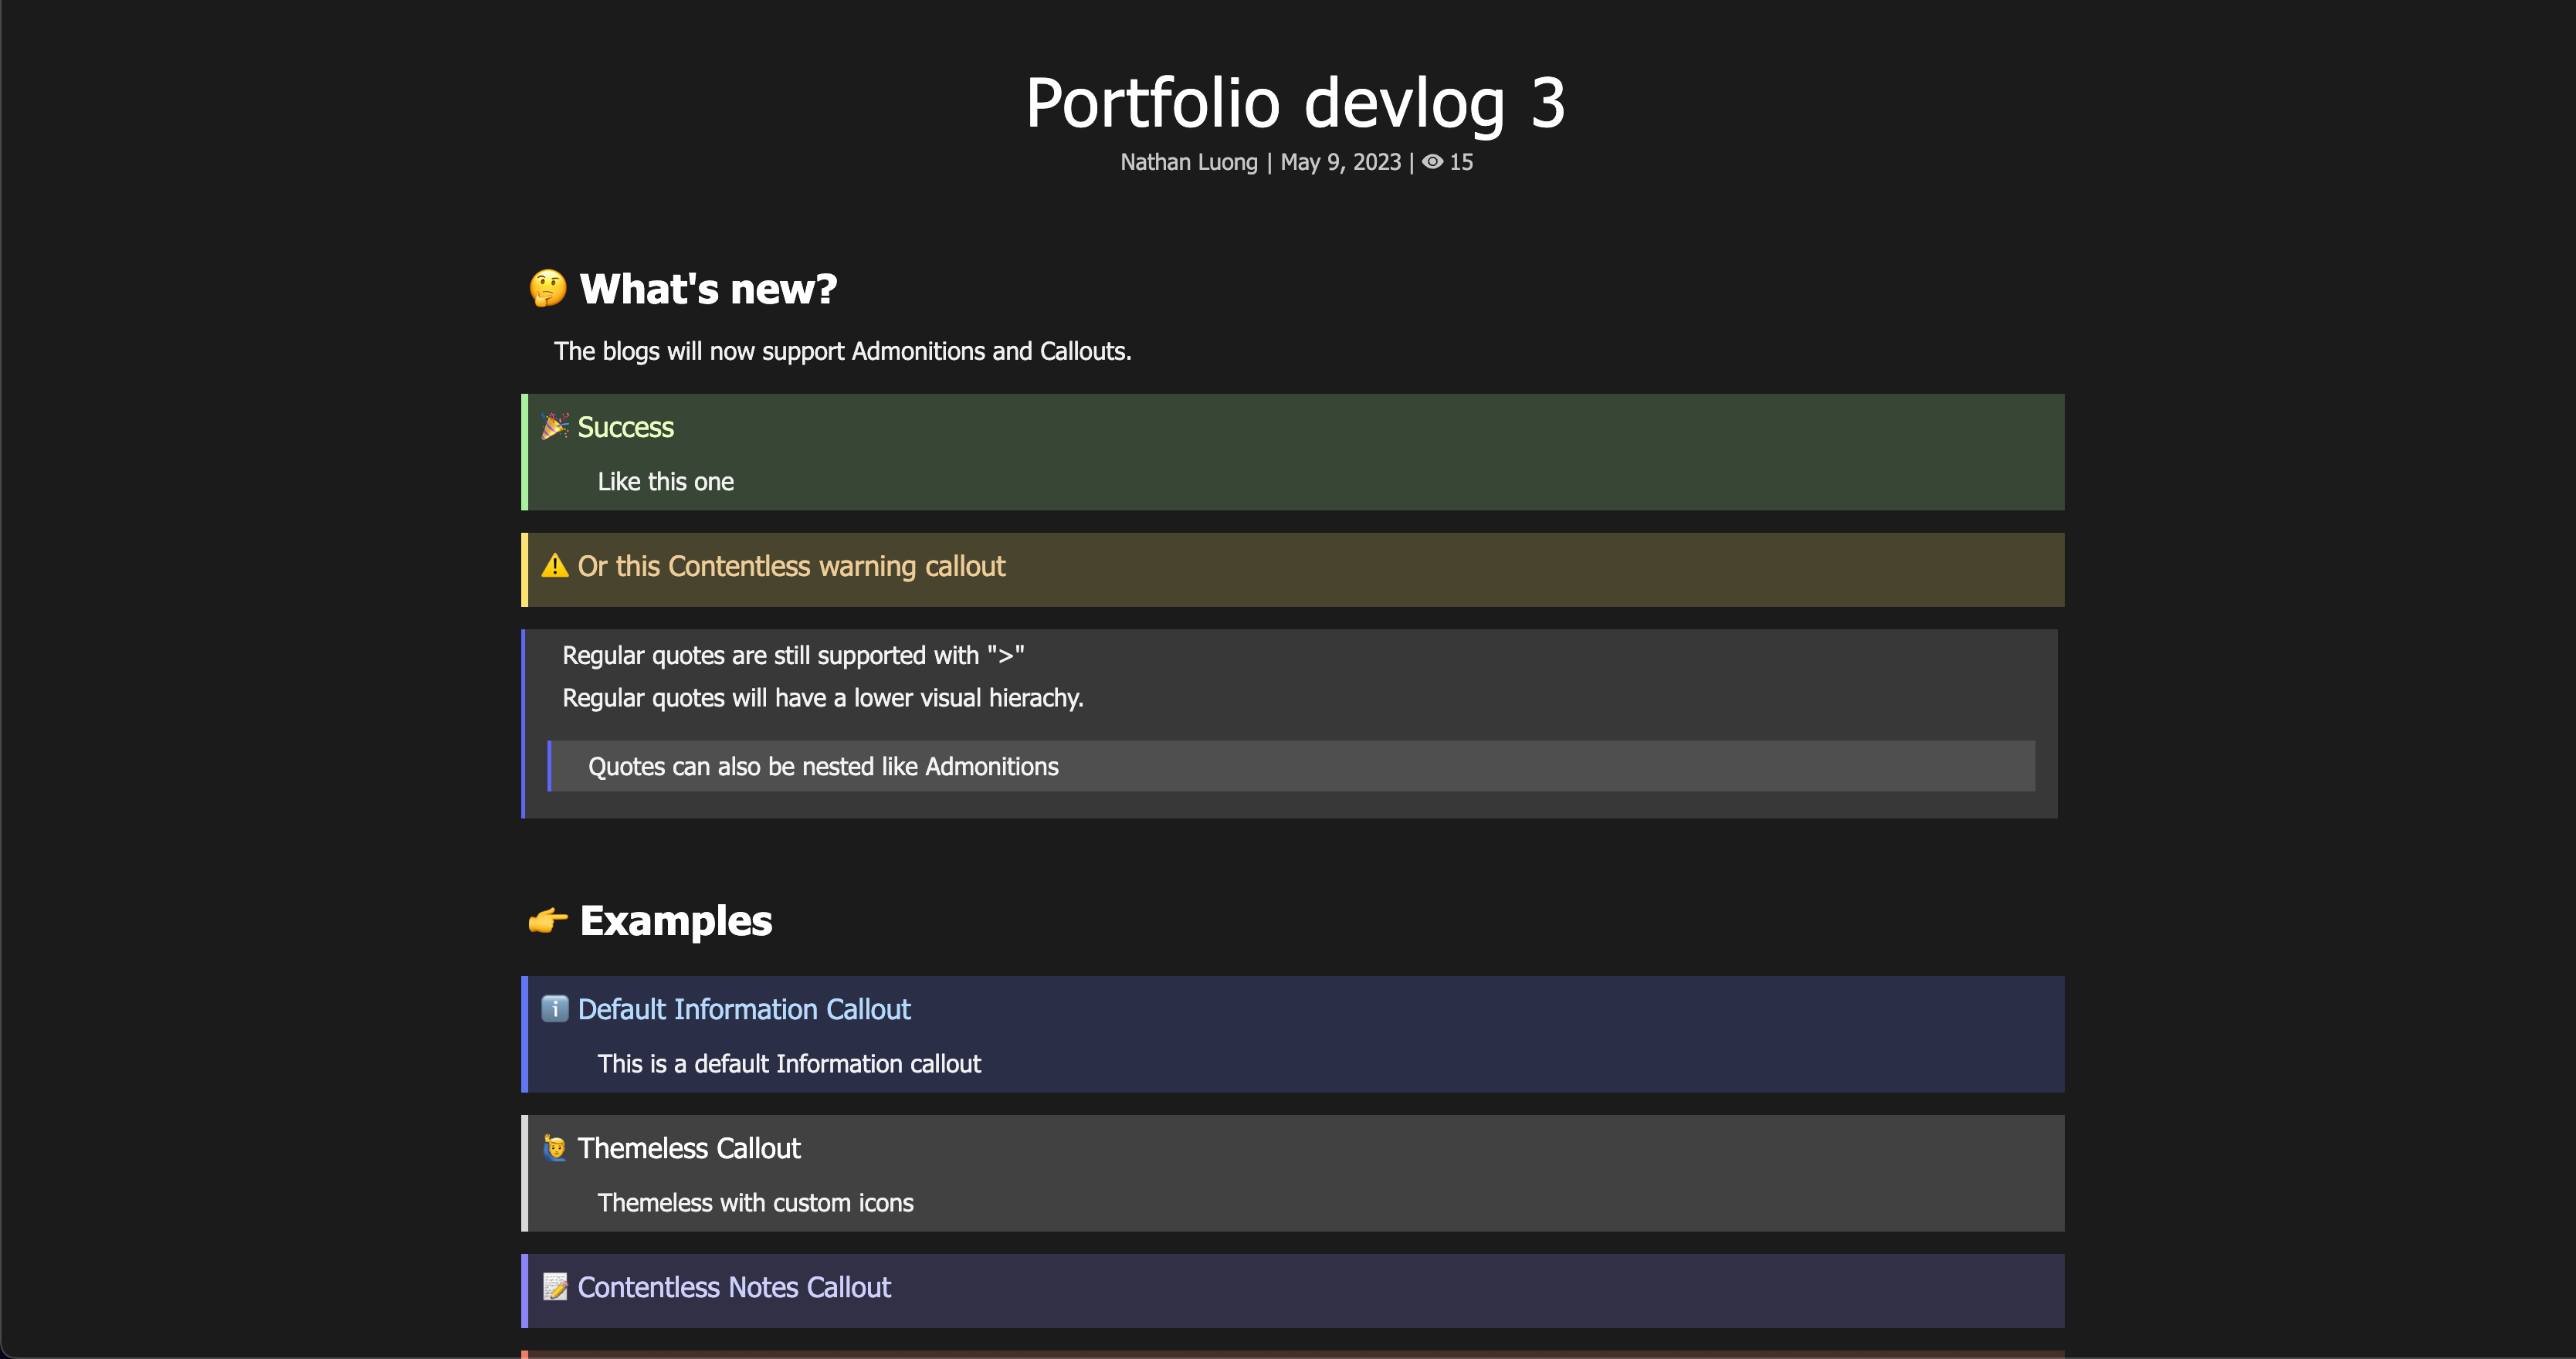 Portfolio devlog 3
Nathan Luong | May 9, 2023 | 👁 15
🤔 What's new?
The blogs will now support Admonitions and Callouts.
🎉 Success
Like this one
⚠️ Or this Contentless warning callout
Regular quotes are still supported with ">"
Regular quotes will have a lower visual hierachy.
Quotes can also be nested like Admonitions
👉 Examples
ℹ️ Default Information Callout
This is a default Information callout
🙋‍♂️ Themeless Callout
Themeless with custom icons
📝 Contentless Notes Callout